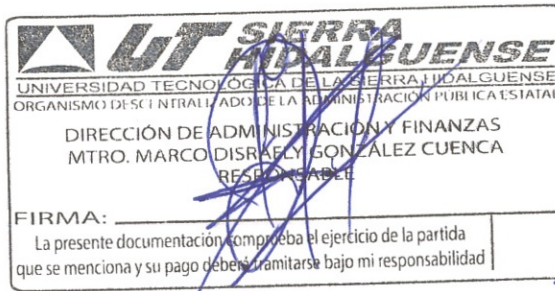 UT SIERRA
HIDALGUENSE
UNIVERSIDAD TECNOLÓGICA DE LA SIERRA HIDALGUENSE
ORGANISMO DESCENTRALIZADO DE LA ADMINISTRACIÓN PÚBLICA ESTATAL
DIRECCIÓN DE ADMINISTRACIÓN Y FINANZAS
MTRO. MARCO DISRAELY GONZÁLEZ CUENCA
RESPONSABLE
FIRMA:
La presente documentación comprueba el ejercicio de la partida
que se menciona y su pago deberá tramitarse bajo mi responsabilidad